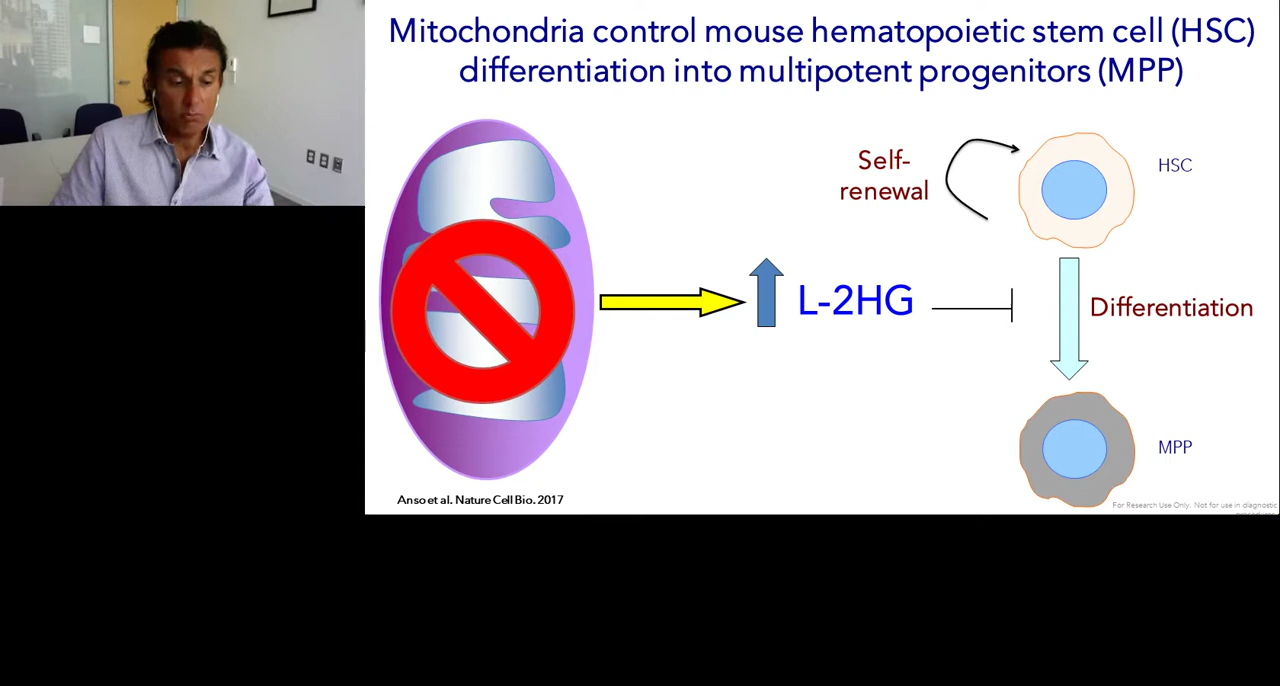 Mitochondria control mouse hematopoietic stem cell (HSC)
differentiation into multipotent progenitors (MPP)
Self-
renewal
HSC
L-2HG
Differentiation
MPP
Anso et al. Nature Cell Bio. 2017
For Research Use Only. Not for use in diagnostic